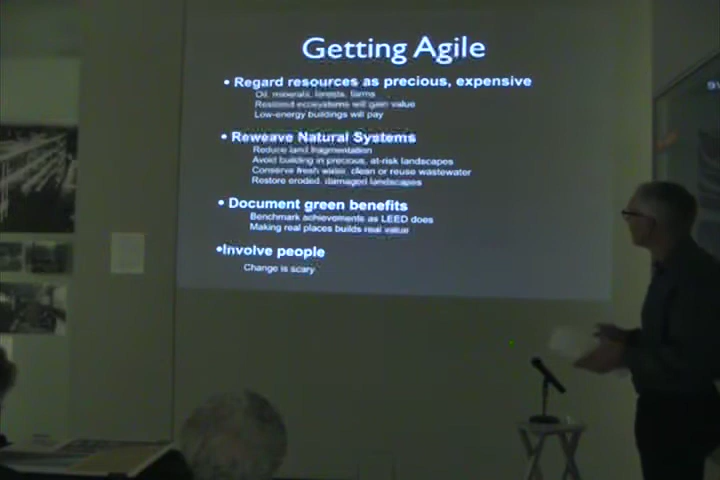 Getting Agile
• Regard resources as precious, expensive
Oil, minerals, forests, farms
Resilient ecosystems will gain value
Low-energy buildings will pay
• Reweave Natural Systems
Reduce land fragmentation
Avoid building in precious, at-risk landscapes
Conserve fresh water, clean or reuse wastewater
Restore eroded, damaged landscapes
• Document green benefits
Benchmark achievements as LEED does
Making real places builds real value
•Involve people
Change is scary